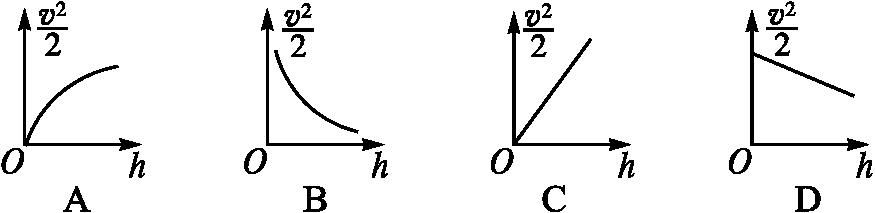 v²/2 v²/2 v²/2 v²/2
O h O h O h O h
A B C D